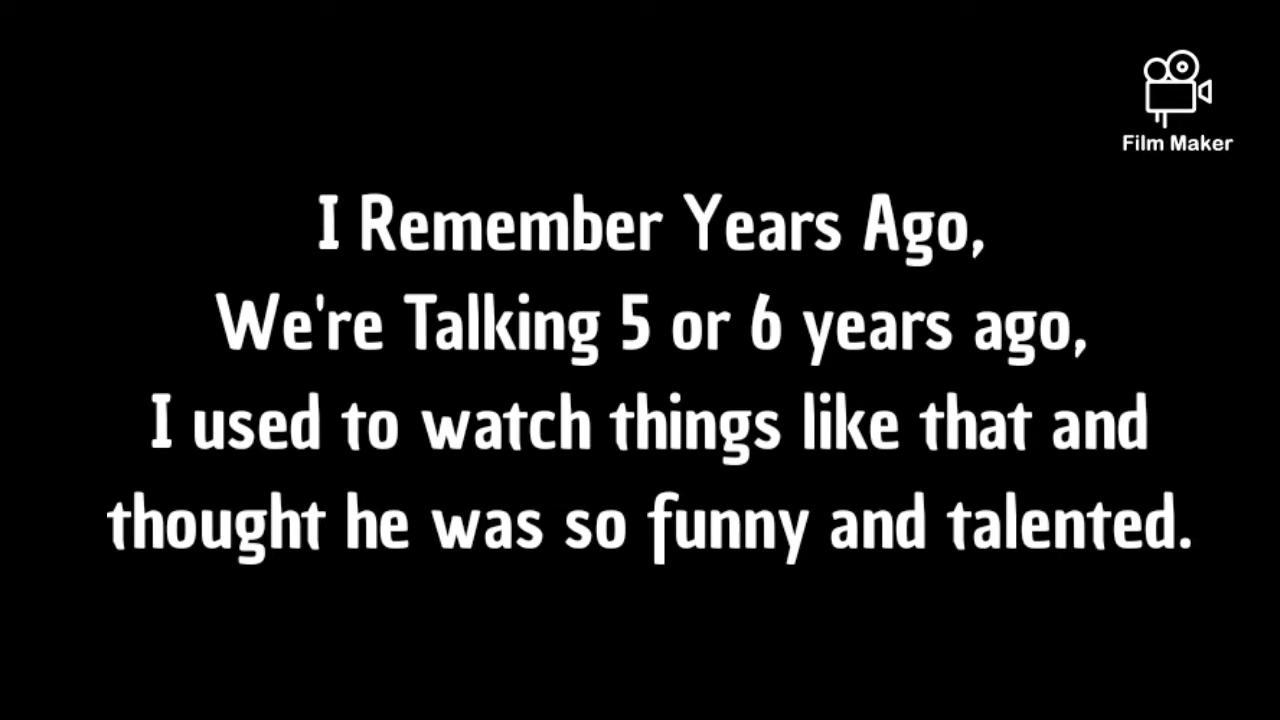 Film Maker
I Remember Years Ago,
We're Talking 5 or 6 years ago,
I used to watch things like that and
thought he was so funny and talented.